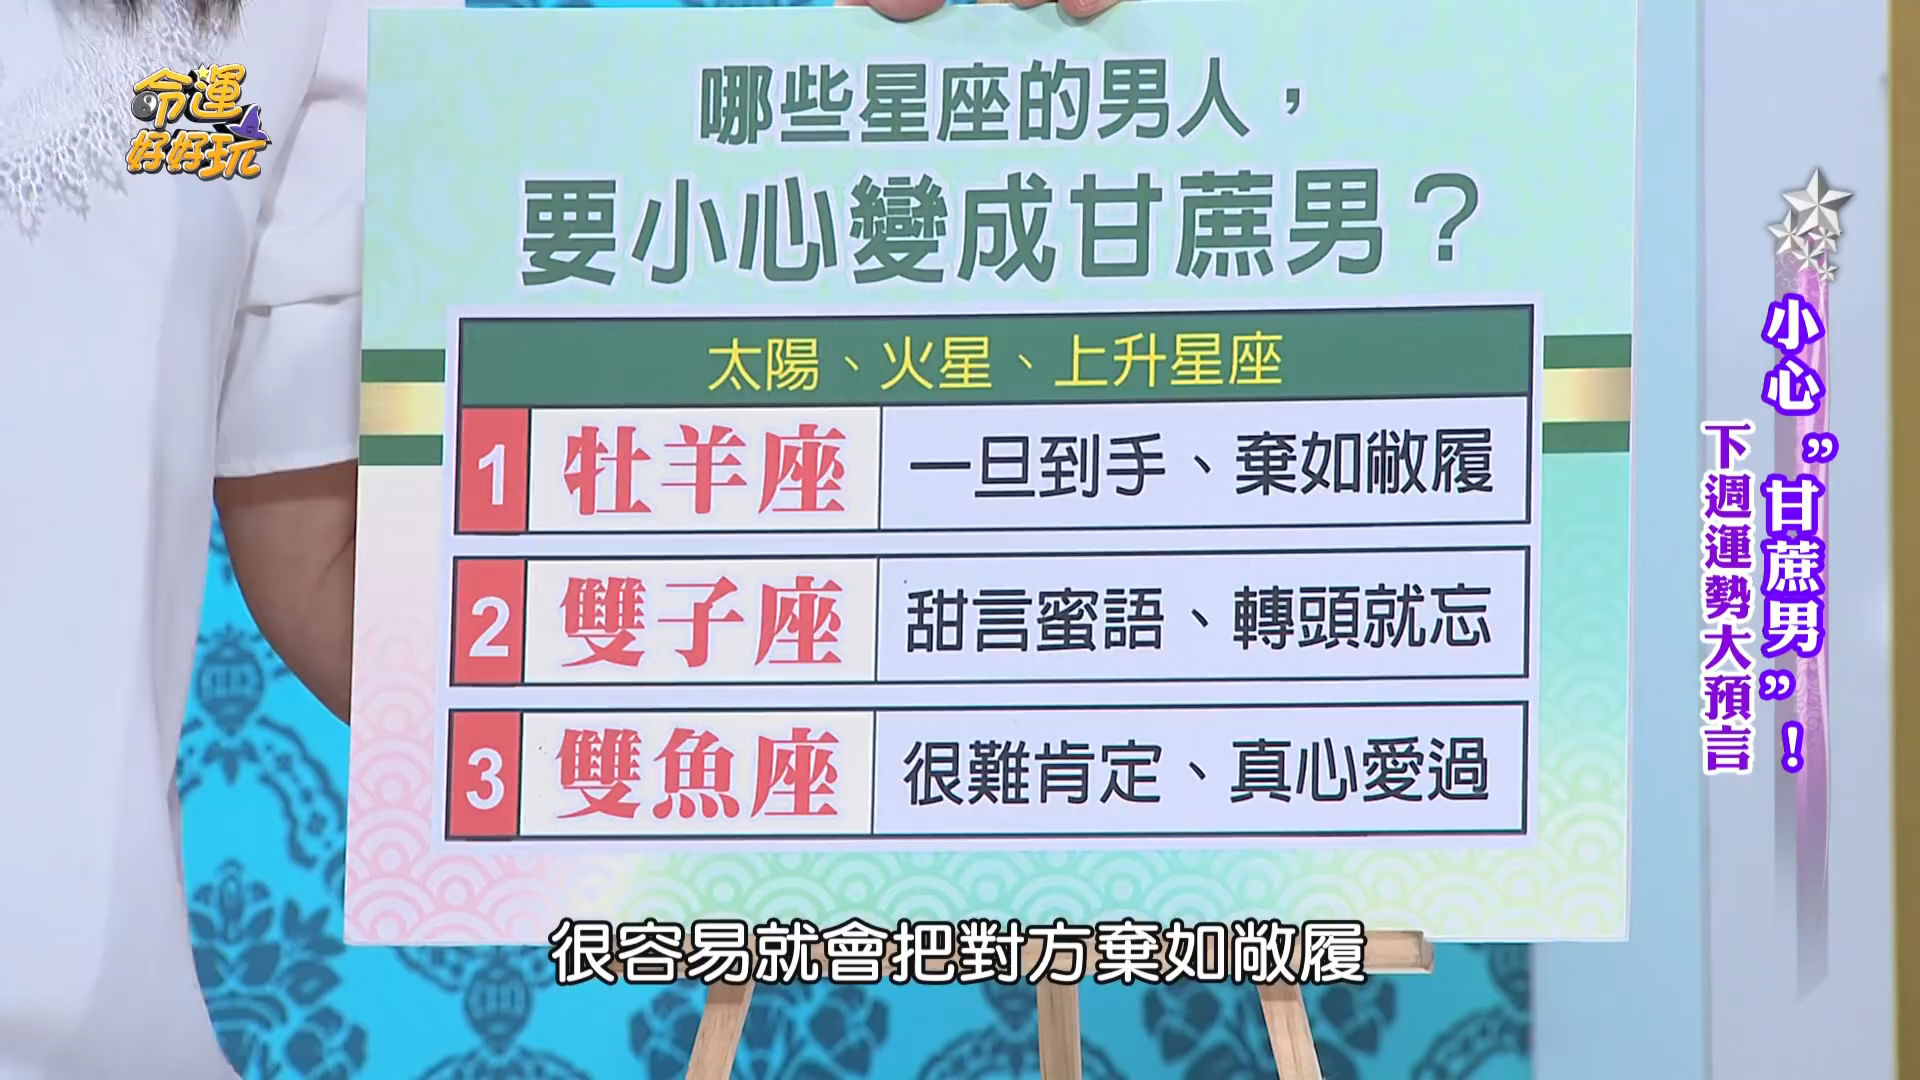 命運
好好玩
哪些星座的男人，
要小心變成甘蔗男？
太陽、火星、上升星座
1 牡羊座 一旦到手、棄如敝履
2 雙子座 甜言蜜語、轉頭就忘
3 雙魚座 很難肯定、真心愛過
小心”甘蔗男”！
下週運勢大預言
很容易就會把對方棄如敝履